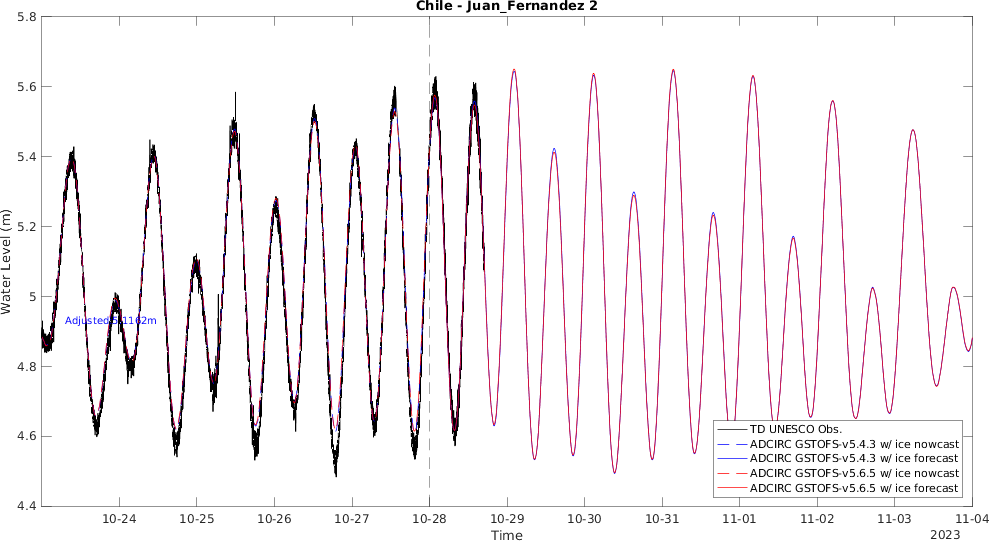 Chile - Juan_Fernandez 2
5.8
5.6
5.4
5.2
5
4.8
4.6
4.4
Water Level (m)
Adjusted 5.1162m
TD UNESCO Obs.
ADCIRC GSTOFS-v5.4.3 w/ ice nowcast
ADCIRC GSTOFS-v5.4.3 w/ ice forecast
ADCIRC GSTOFS-v5.6.5 w/ ice nowcast
ADCIRC GSTOFS-v5.6.5 w/ ice forecast
10-24 10-25 10-26 10-27 10-28 10-29 10-30 10-31 11-01 11-02 11-03 11-04
Time
2023